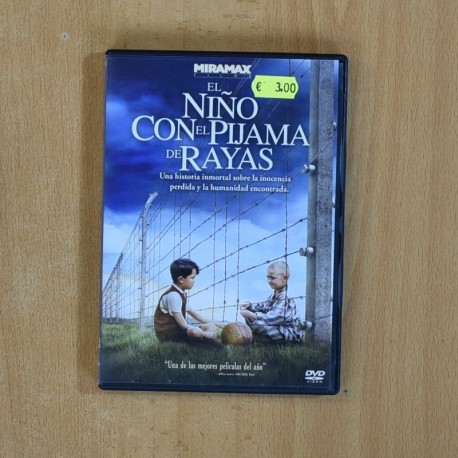 MIRAMAX
€ 3.00
EL
NIÑO
CON EL PIJAMA
DE RAYAS
Una historia inmortal sobre la inocencia
perdida y la humanidad encontrada.
"Una de las mejores películas del año"
DVD
VIDEO